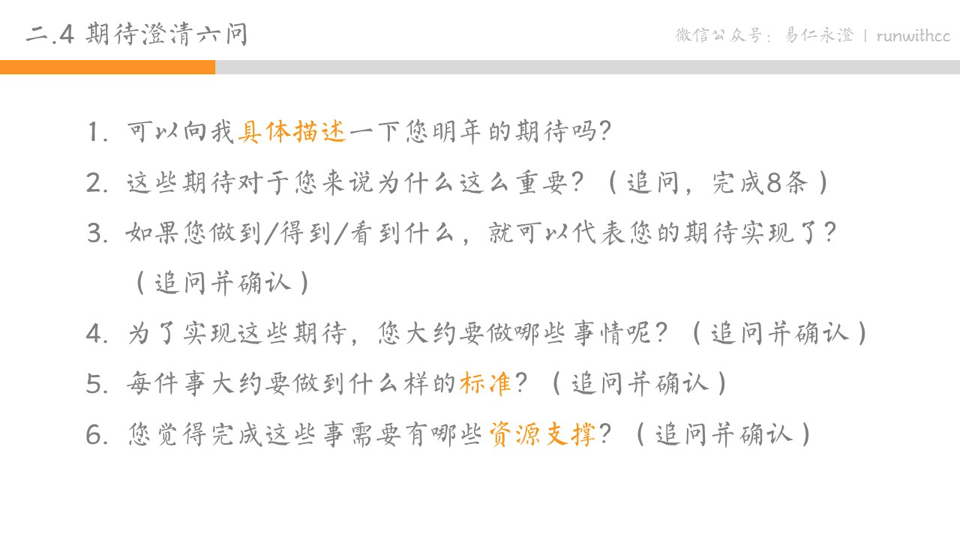 二.4 期待澄清六问
微信公众号：易仁永澄 | runwithcc
1. 可以向我具体描述一下您明年的期待吗？
2. 这些期待对于您来说为什么这么重要？（追问，完成8条）
3. 如果您做到/得到/看到什么，就可以代表您的期待实现了？
（追问并确认）
4. 为了实现这些期待，您大约要做哪些事情呢？（追问并确认）
5. 每件事大约要做到什么样的标准？（追问并确认）
6. 您觉得完成这些事需要有哪些资源支撑？（追问并确认）